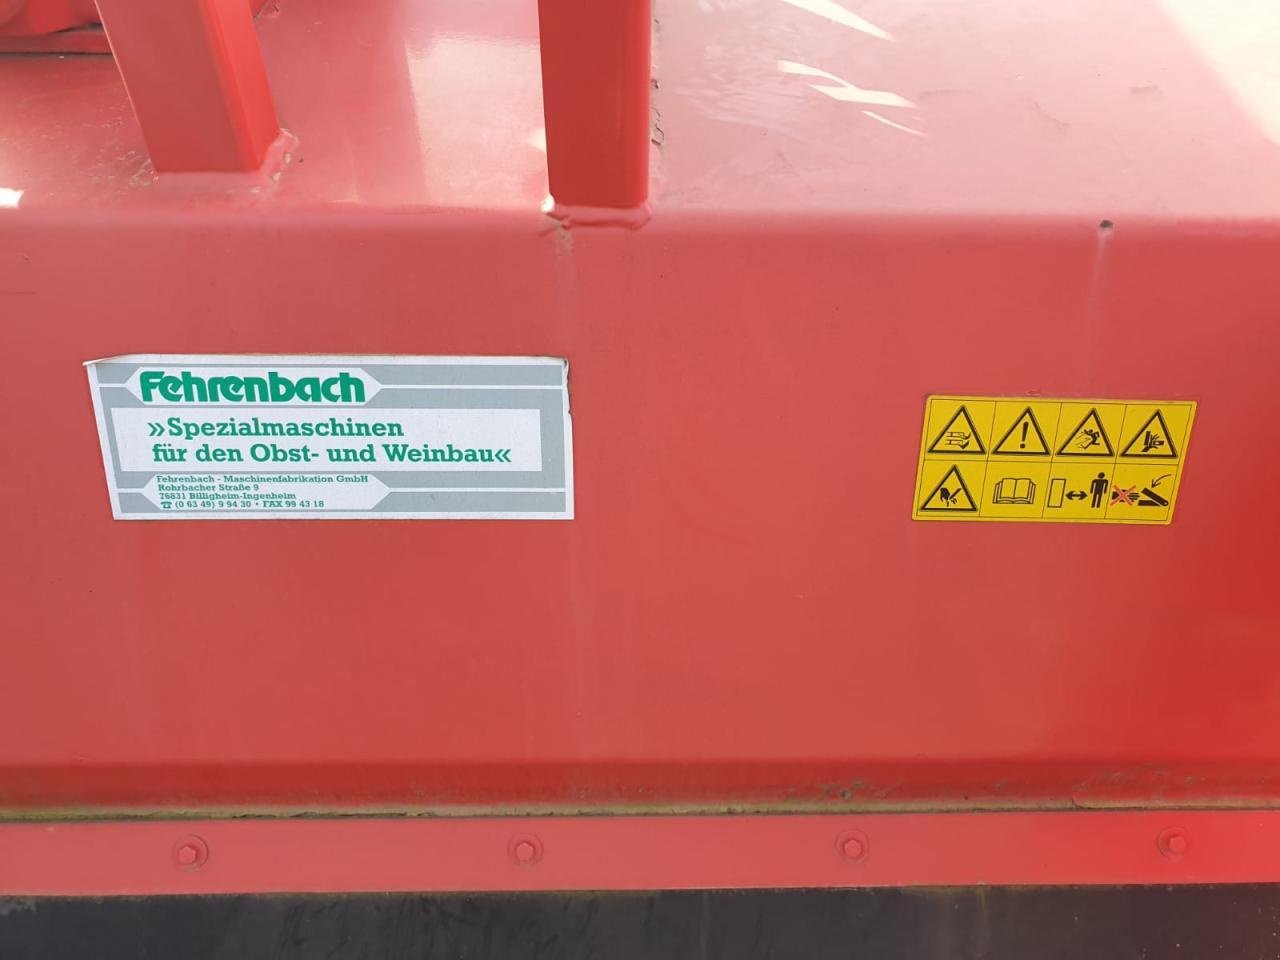 Fehrenbach
»Spezialmaschinen
für den Obst- und Weinbau«
Fehrenbach - Maschinenfabrikation GmbH
Rohrbacher Straße 9
76831 Billigheim-Ingenheim
☎ (0 63 49) 9 94 30 • FAX 99 43 18